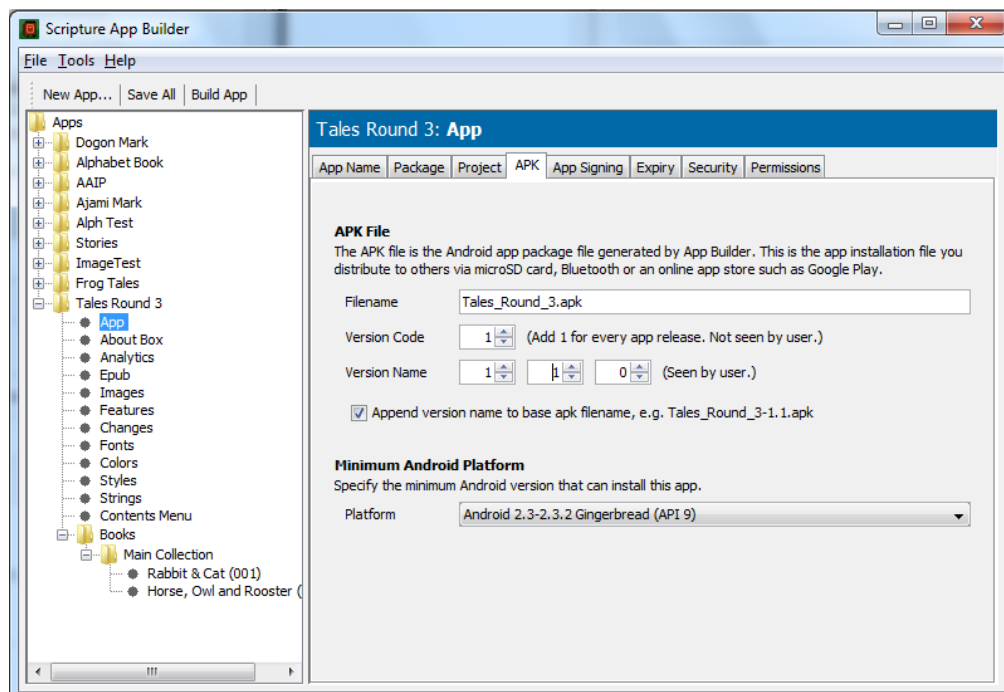 Scripture App Builder
File Tools Help
New App... Save All Build App
Apps
Dogon Mark
Alphabet Book
AAIP
Ajami Mark
Alph Test
Stories
ImageTest
Frog Tales
Tales Round 3
App
About Box
Analytics
Epub
Images
Features
Changes
Fonts
Colors
Styles
Strings
Contents Menu
Books
Main Collection
Rabbit & Cat (001)
Horse, Owl and Rooster (
Tales Round 3: App
App Name Package Project APK App Signing Expiry Security Permissions
APK File
The APK file is the Android app package file generated by App Builder. This is the app installation file you
distribute to others via microSD card, Bluetooth or an online app store such as Google Play.
Filename Tales_Round_3.apk
Version Code 1 (Add 1 for every app release. Not seen by user.)
Version Name 1 1 0 (Seen by user.)
Append version name to base apk filename, e.g. Tales_Round_3-1.1.apk
Minimum Android Platform
Specify the minimum Android version that can install this app.
Platform Android 2.3-2.3.2 Gingerbread (API 9)